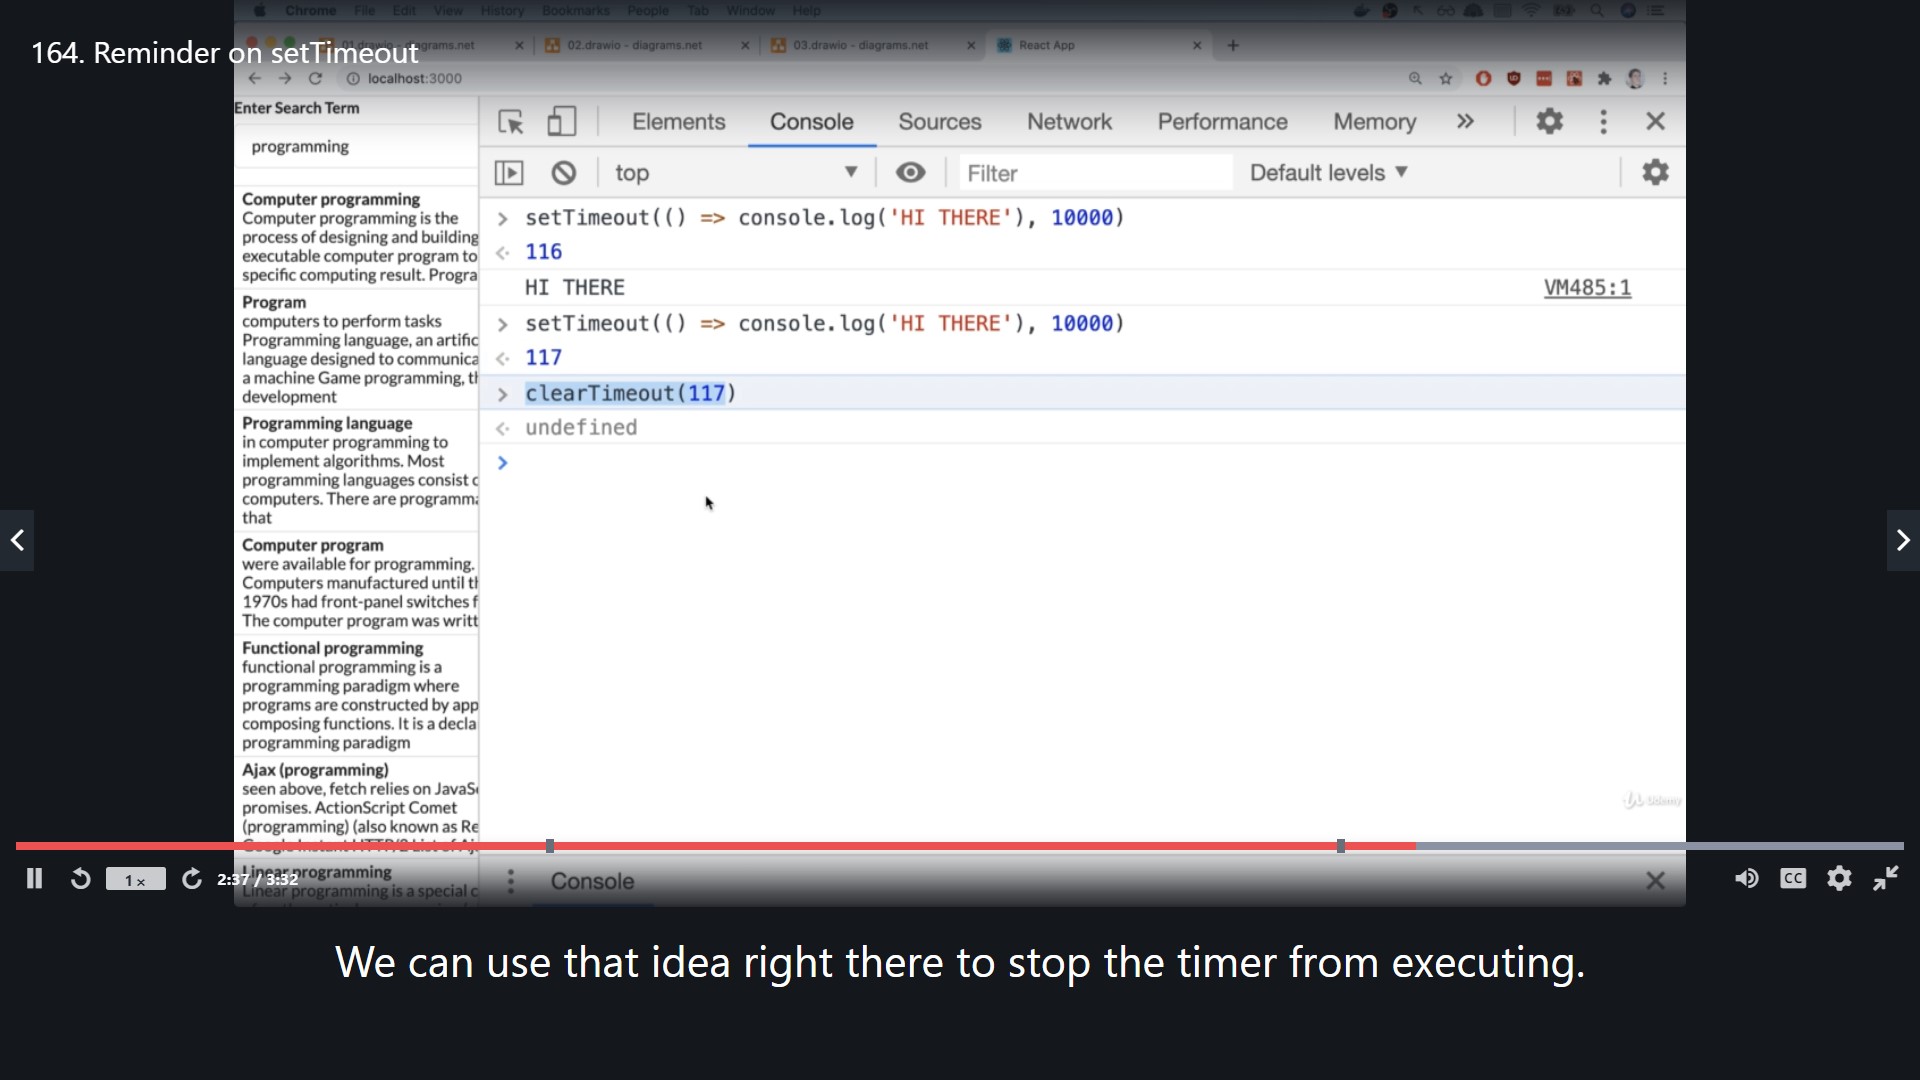 Chrome File Edit View History Bookmarks People Tab Window Help
164. Reminder on setTimeout
02.drawio - diagrams.net
03.drawio - diagrams.net
React App
localhost:3000
Enter Search Term
programming
Computer programming
Computer programming is the
process of designing and building
executable computer program to
specific computing result. Progra
Program
computers to perform tasks
Programming language, an artific
language designed to communica
a machine Game programming, th
development
Programming language
in computer programming to
implement algorithms. Most
programming languages consist o
computers. There are programma
that
Computer program
were available for programming.
Computers manufactured until th
1970s had front-panel switches f
The computer program was writt
Functional programming
functional programming is a
programming paradigm where
programs are constructed by app
composing functions. It is a decla
programming paradigm
Ajax (programming)
seen above, fetch relies on JavaSc
promises. ActionScript Comet
(programming) (also known as Re
Linear programming
Linear programming is a special c
Elements Console Sources Network Performance Memory »
top Filter Default levels
setTimeout(() => console.log('HI THERE'), 10000)
116
HI THERE VM485:1
setTimeout(() => console.log('HI THERE'), 10000)
117
clearTimeout(117)
undefined
Udemy
Console
1 x 2:37 / 3:32 CC
We can use that idea right there to stop the timer from executing.